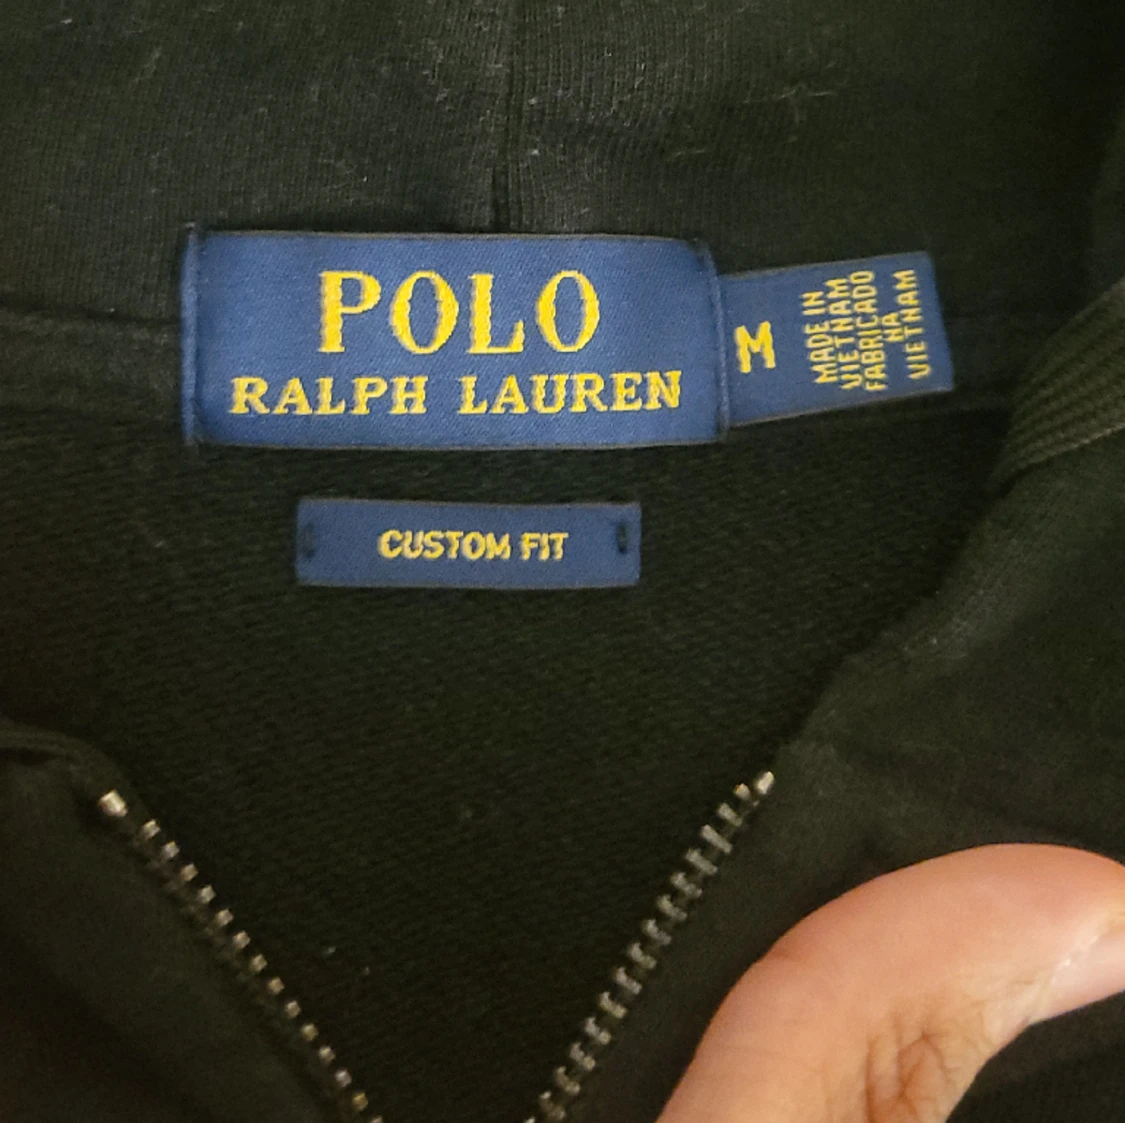 POLO
RALPH LAUREN
M
MADE IN
VIETNAM
FABRICADO
NA
VIETNAM
CUSTOM FIT